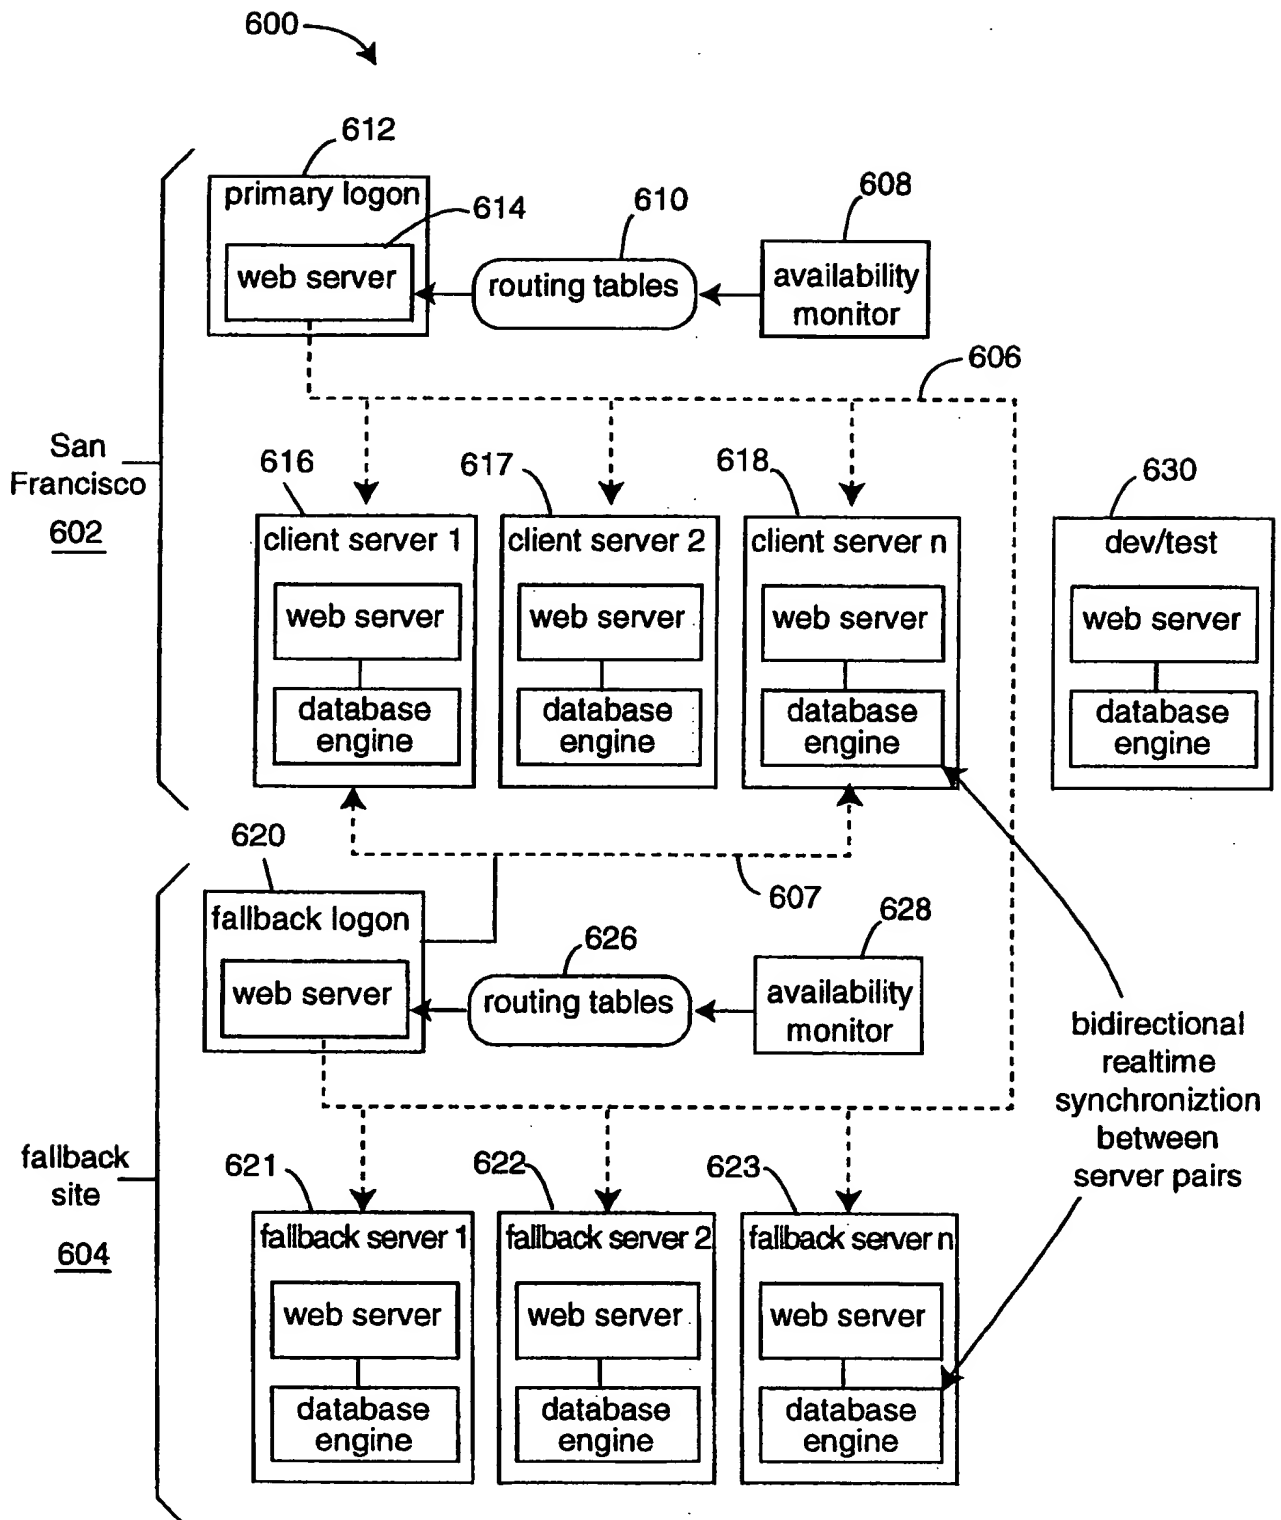 600
612
primary logon
614
610
608
web server
routing tables
availability
monitor
606
San
Francisco
602
616
617
618
630
client server 1
client server 2
client server n
dev/test
web server
web server
web server
web server
database
engine
database
engine
database
engine
database
engine
620
607
fallback logon
628
626
web server
routing tables
availability
monitor
bidirectional
realtime
synchroniztion
between
server pairs
fallback
site
604
621
622
623
fallback server 1
fallback server 2
fallback server n
web server
web server
web server
database
engine
database
engine
database
engine